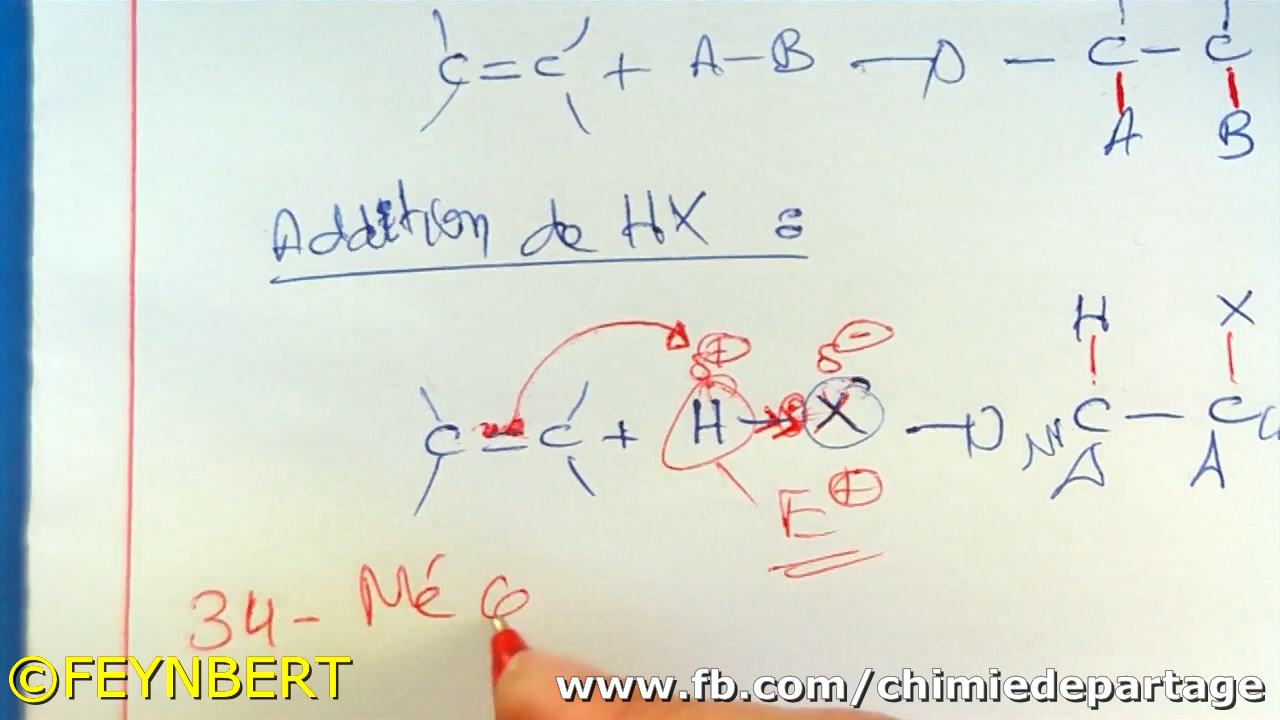 C=C + A-B → -C-C-
A B
Addition de HX :
H X
δ⊕ δ⊖
C=C + H-X → C-C
E⊕
34- Mé
©FEYNBERT
www.fb.com/chimiedepartage